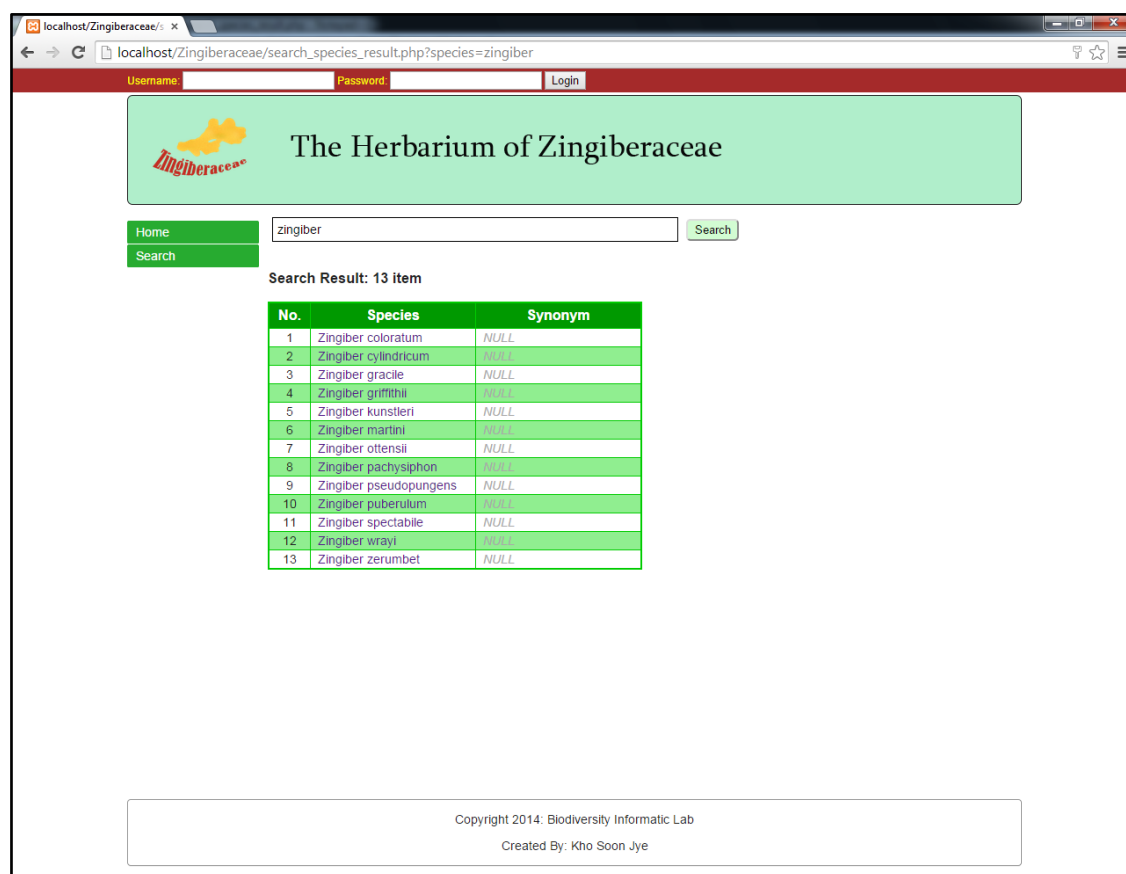 localhost/Zingiberaceae/s
localhost/Zingiberaceae/search_species_result.php?species=zingiber
Username: Password: Login
Zingiberaceae
The Herbarium of Zingiberaceae
Home
Search
zingiber Search
Search Result: 13 item
No. Species Synonym
1 Zingiber coloratum NULL
2 Zingiber cylindricum NULL
3 Zingiber gracile NULL
4 Zingiber griffithii NULL
5 Zingiber kunstleri NULL
6 Zingiber martini NULL
7 Zingiber ottensii NULL
8 Zingiber pachysiphon NULL
9 Zingiber pseudopungens NULL
10 Zingiber puberulum NULL
11 Zingiber spectabile NULL
12 Zingiber wrayi NULL
13 Zingiber zerumbet NULL
Copyright 2014: Biodiversity Informatic Lab
Created By: Kho Soon Jye